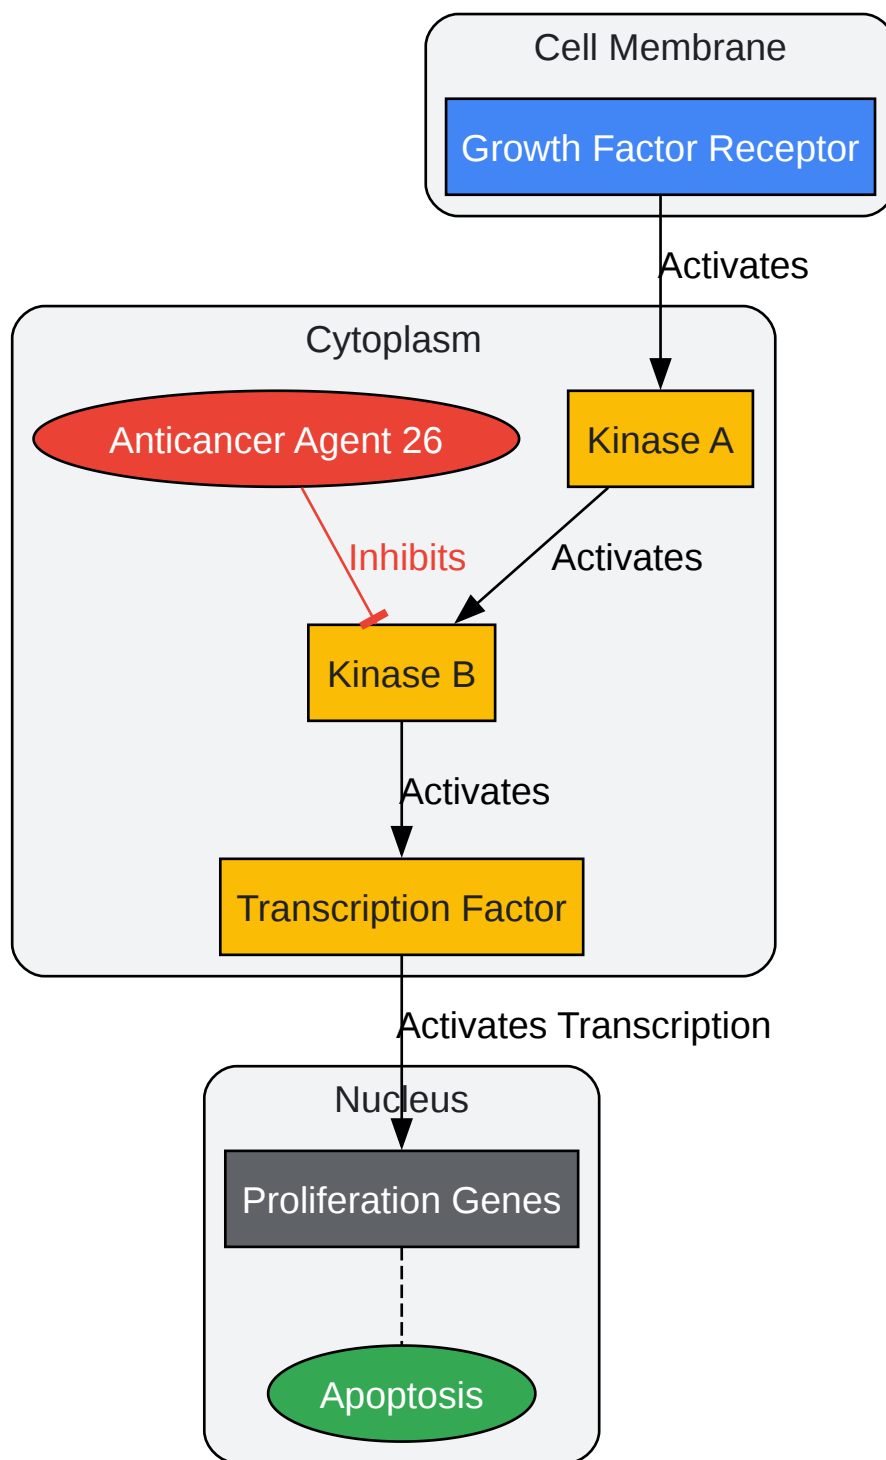 Cell Membrane
Growth Factor Receptor
Activates
Cytoplasm
Anticancer Agent 26
Kinase A
Inhibits
Activates
Kinase B
Activates
Transcription Factor
Activates Transcription
Nucleus
Proliferation Genes
Apoptosis